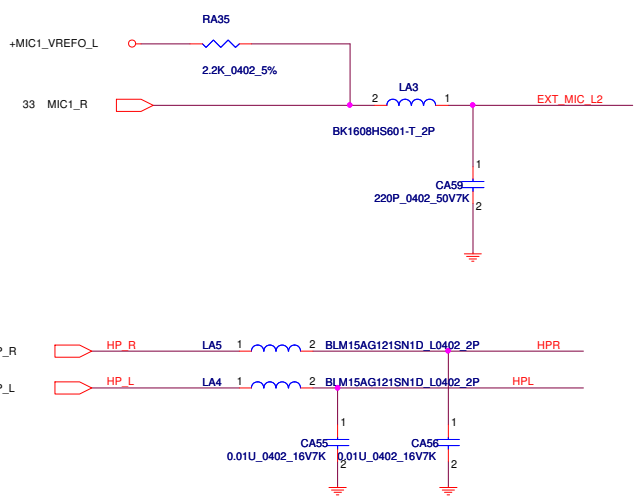 RA35
+MIC1_VREFO_L
2.2K_0402_5%
LA3
33 MIC1_R
2 1
EXT_MIC_L2
BK1608HS601-T_2P
1
CA59
220P_0402_50V7K
2
P_R HP_R LA5 1 2 BLM15AG121SN1D_L0402_2P HPR
P_L HP_L LA4 1 2 BLM15AG121SN1D_L0402_2P HPL
1 1
CA55 CA56
0.01U_0402_16V7K 0.01U_0402_16V7K
2 2